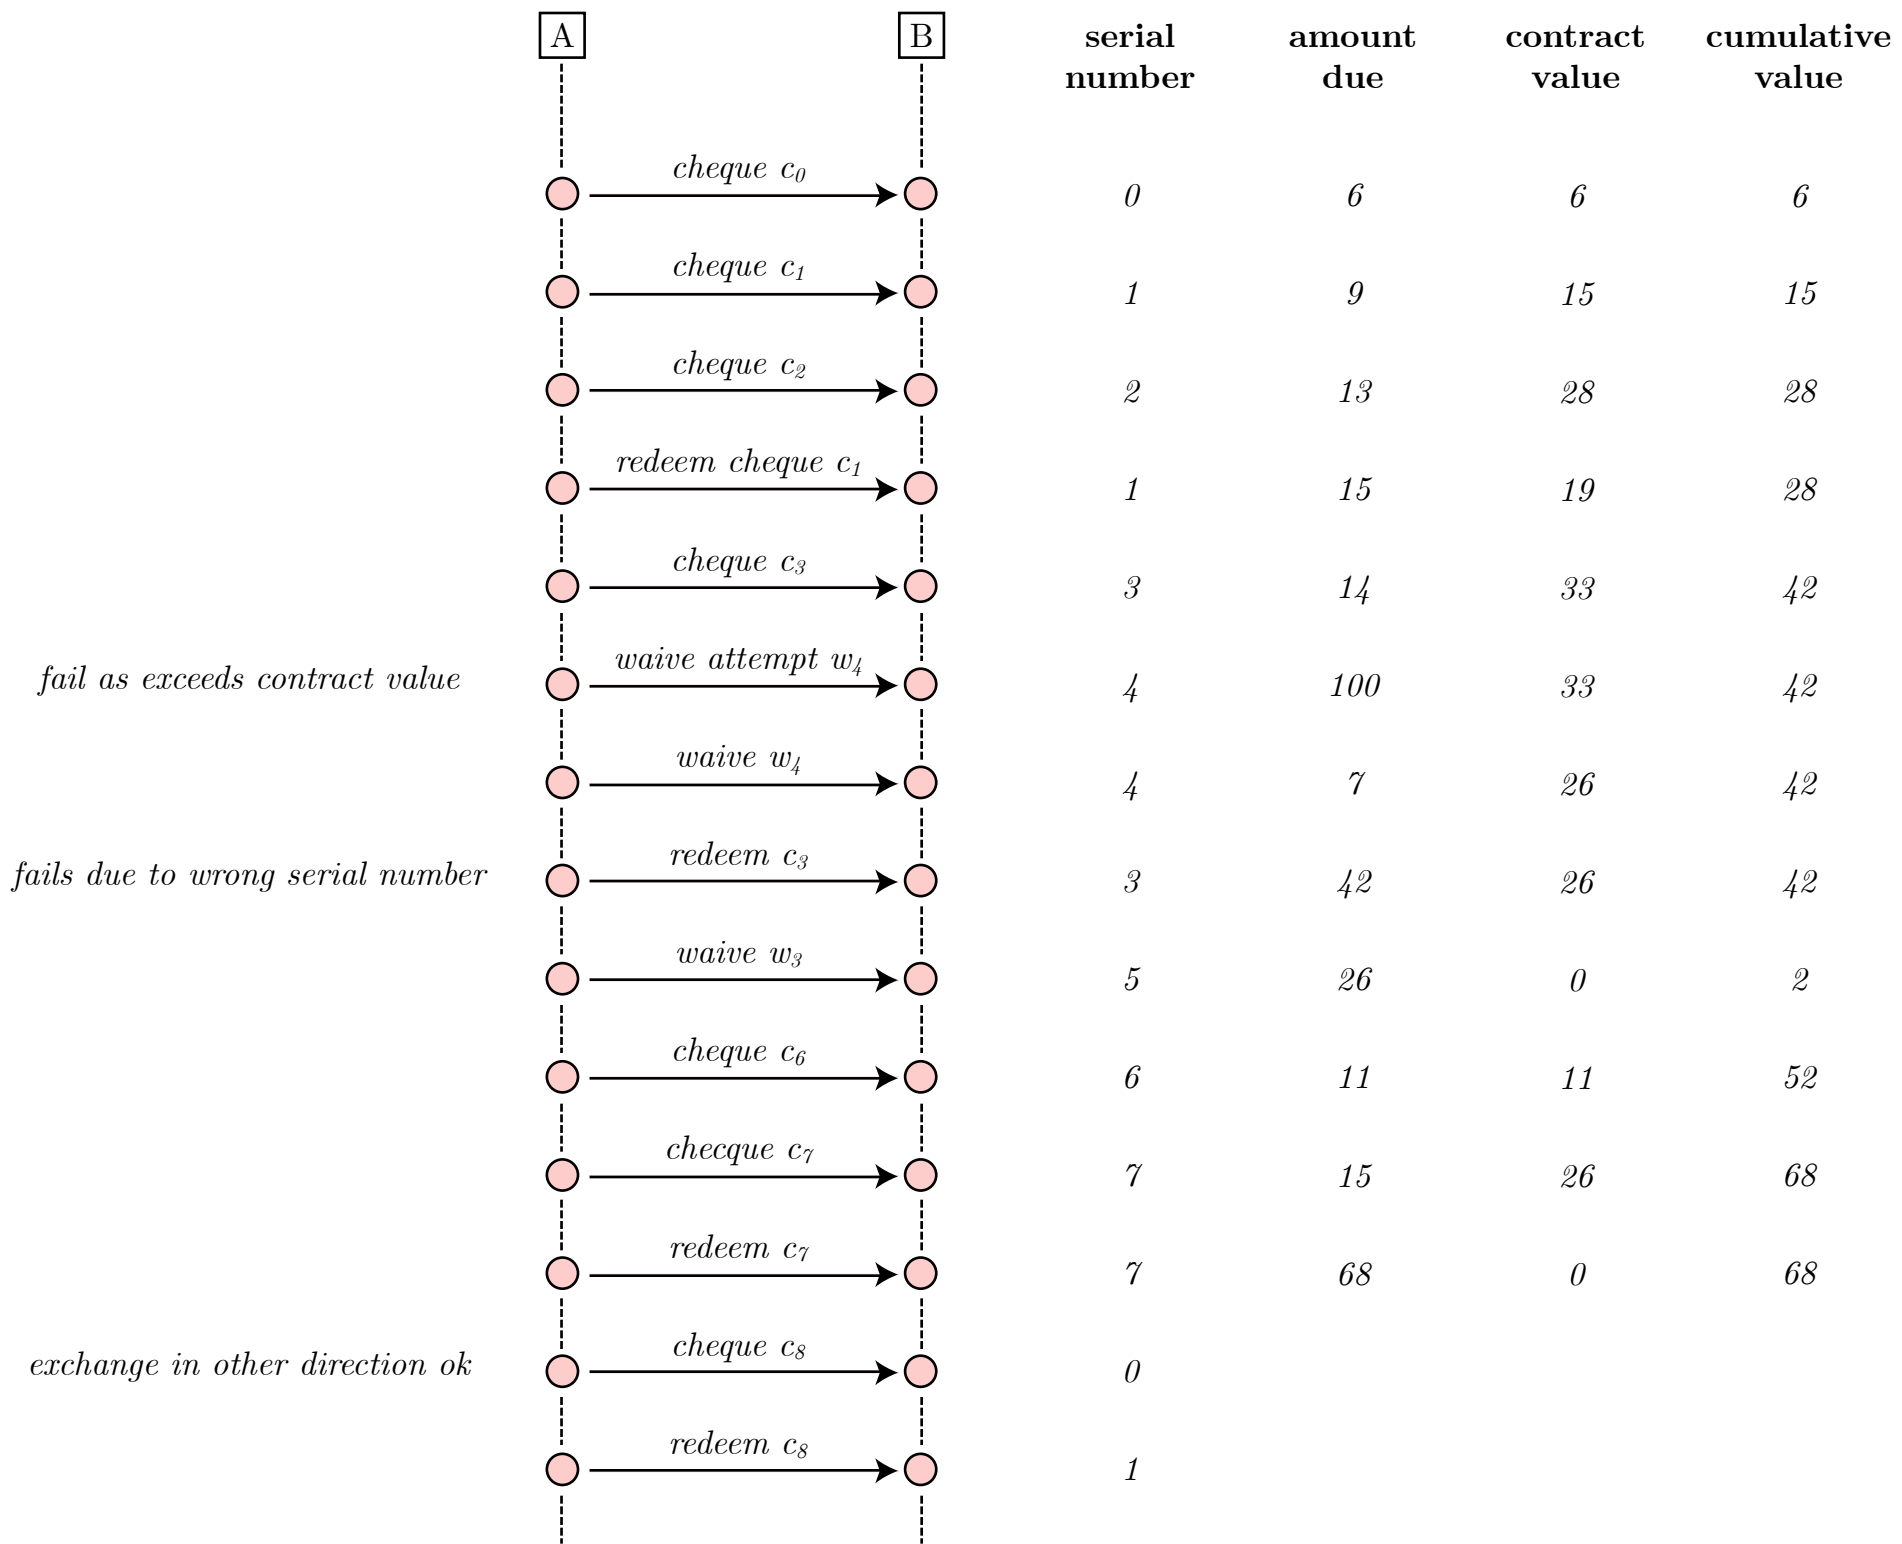 A B serial amount contract cumulative
number due value value
cheque c0 0 6 6 6
cheque c1 1 9 15 15
cheque c2 2 13 28 28
redeem cheque c1 1 15 19 28
cheque c3 3 14 33 42
fail as exceeds contract value waive attempt w4 4 100 33 42
waive w4 4 7 26 42
fails due to wrong serial number redeem c3 3 42 26 42
waive w3 5 26 0 2
cheque c6 6 11 11 52
checque c7 7 15 26 68
redeem c7 7 68 0 68
exchange in other direction ok cheque c8 0
redeem c8 1